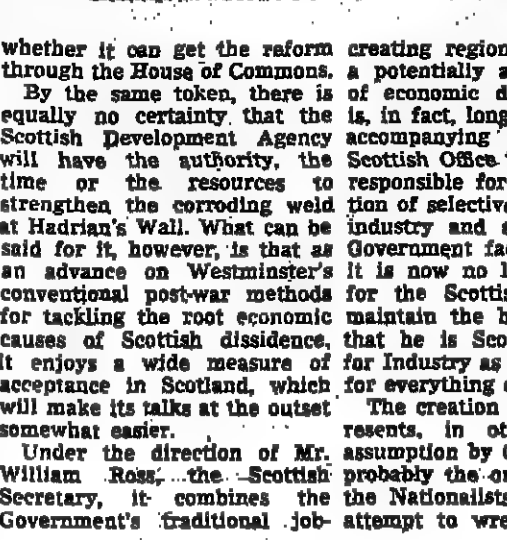 whether it can get the reform
through the House of Commons.
By the same token, there is
equally no certainty that the
Scottish Development Agency
will have the authority, the
time or the resources to
strengthen the corroding weld
at Hadrian's Wall. What can be
said for it, however, is that as
an advance on Westminster's
conventional post-war methods
for tackling the root economic
causes of Scottish dissidence,
it enjoys a wide measure of
acceptance in Scotland, which
will make its talks at the outset
somewhat easier.
Under the direction of Mr.
William Ross, the Scottish
Secretary, it combines the
Government's traditional job-
creating region
a potentially a
of economic d
is, in fact, long
accompanying
Scottish Office
responsible for
tion of selective
industry and a
Government fac
It is now no l
for the Scottis
maintain the b
that he is Sco
for Industry as
for everything
The creation
resents, in ot
assumption by
probably the or
the Nationalists
attempt to wre